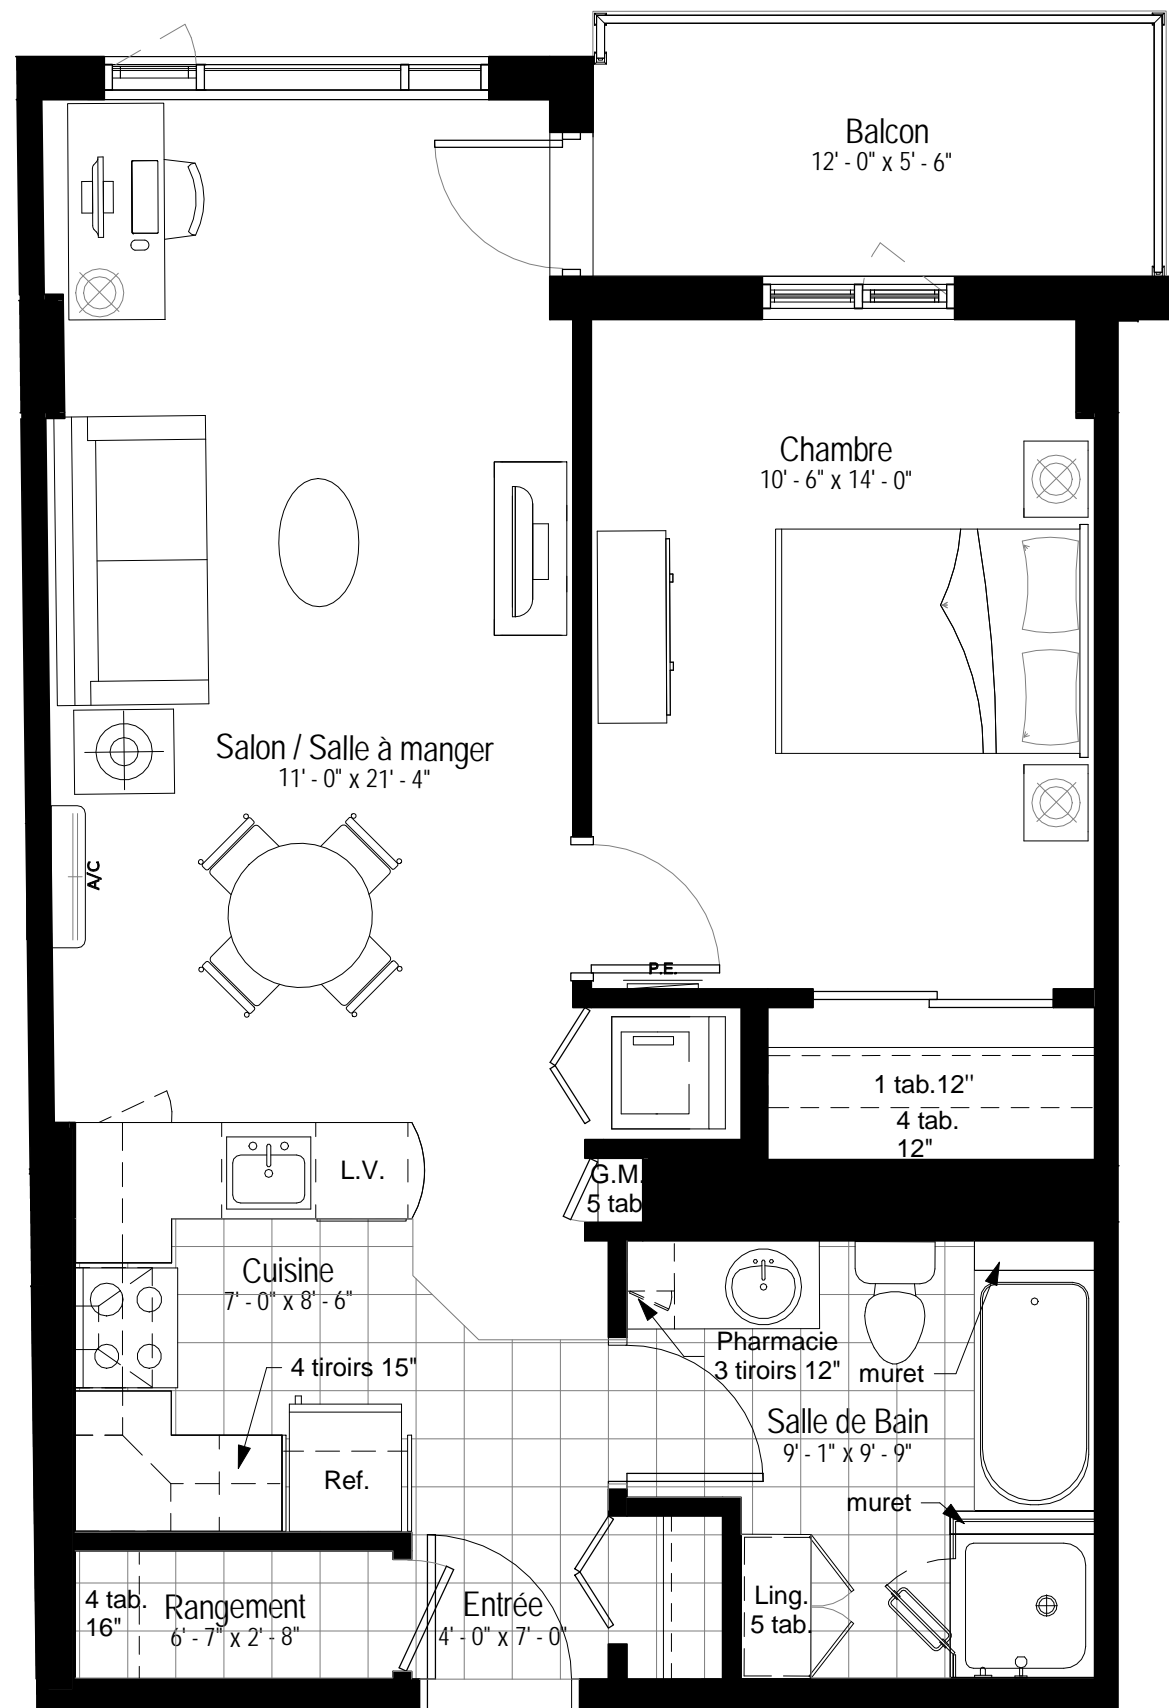 Balcon
12' - 0" x 5' - 6"
Chambre
10' - 6" x 14' - 0"
Salon / Salle à manger
11' - 0" x 21' - 4"
A/C
P.E.
1 tab.12"
4 tab.
12"
L.V.
G.M.
5 tab
Cuisine
7' - 0" x 8' - 6"
4 tiroirs 15"
Pharmacie
3 tiroirs 12"
muret
Salle de Bain
9' - 1" x 9' - 9"
Ref.
muret
4 tab.
16"
Rangement
6' - 7" x 2' - 8"
Entrée
4' - 0" x 7' - 0"
Ling.
5 tab.